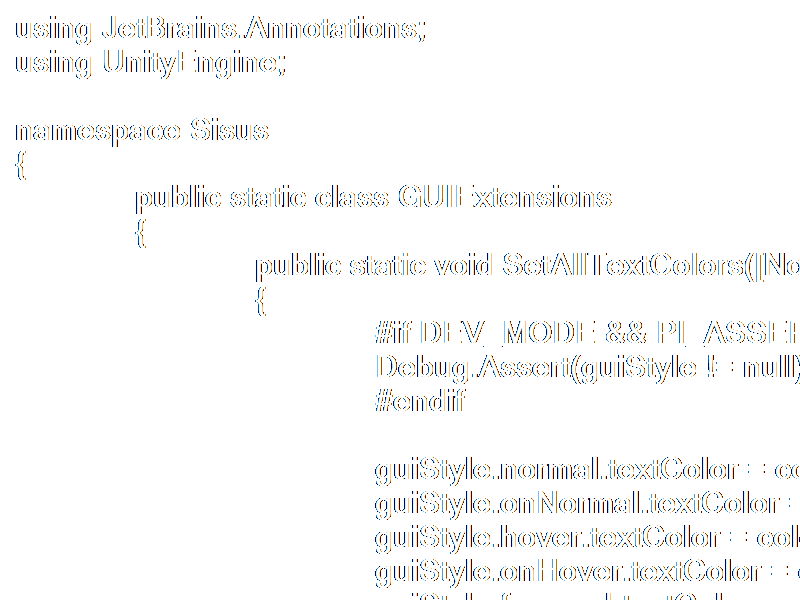 using JetBrains.Annotations;
using UnityEngine;

namespace Sisus
{
public static class GUIExtensions
{
public static void SetAllTextColors([No
{
#if DEV_MODE && PI_ASSER
Debug.Assert(guiStyle != null)
#endif

guiStyle.normal.textColor = co
guiStyle.onNormal.textColor =
guiStyle.hover.textColor = colo
guiStyle.onHover.textColor = c